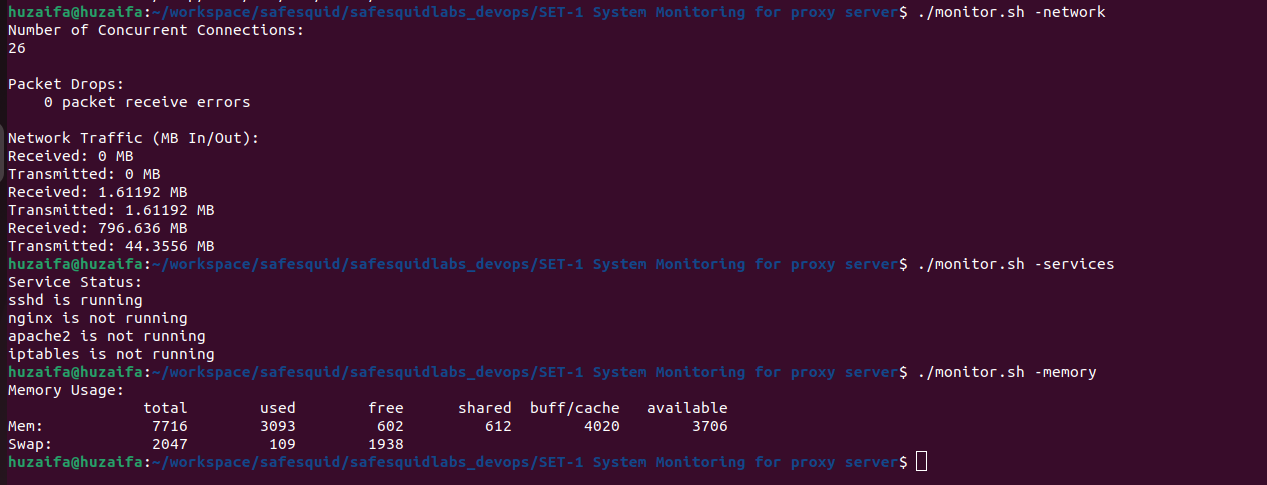 huzaifa@huzaifa:~/workspace/safesquid/safesquidlabs_devops/SET-1 System Monitoring for proxy server$ ./monitor.sh -network
Number of Concurrent Connections:
26
Packet Drops:
    0 packet receive errors
Network Traffic (MB In/Out):
Received: 0 MB
Transmitted: 0 MB
Received: 1.61192 MB
Transmitted: 1.61192 MB
Received: 796.636 MB
Transmitted: 44.3556 MB
huzaifa@huzaifa:~/workspace/safesquid/safesquidlabs_devops/SET-1 System Monitoring for proxy server$ ./monitor.sh -services
Service Status:
sshd is running
nginx is not running
apache2 is not running
iptables is not running
huzaifa@huzaifa:~/workspace/safesquid/safesquidlabs_devops/SET-1 System Monitoring for proxy server$ ./monitor.sh -memory
Memory Usage:
               total        used        free      shared  buff/cache   available
Mem:            7716        3093         602         612        4020        3706
Swap:           2047         109        1938
huzaifa@huzaifa:~/workspace/safesquid/safesquidlabs_devops/SET-1 System Monitoring for proxy server$